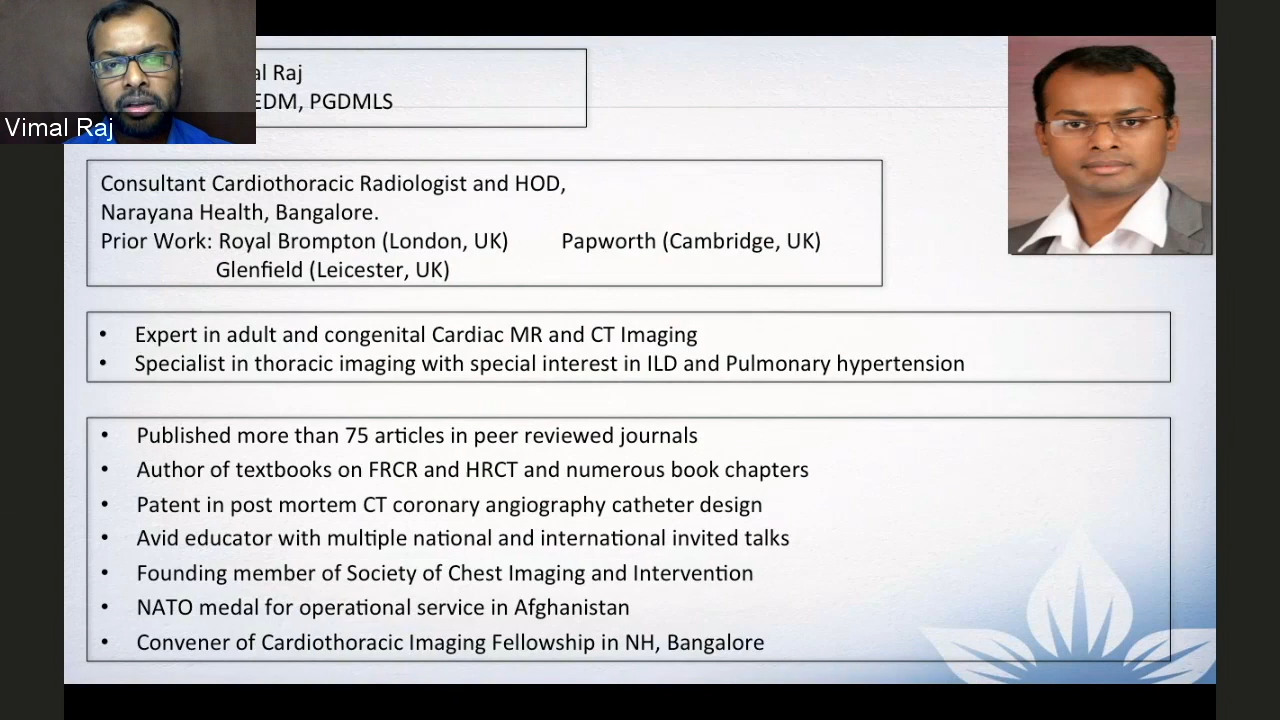 Vimal Raj
al Raj
EDM, PGDMLS
Consultant Cardiothoracic Radiologist and HOD,
Narayana Health, Bangalore.
Prior Work: Royal Brompton (London, UK) Papworth (Cambridge, UK)
Glenfield (Leicester, UK)
• Expert in adult and congenital Cardiac MR and CT Imaging
• Specialist in thoracic imaging with special interest in ILD and Pulmonary hypertension
• Published more than 75 articles in peer reviewed journals
• Author of textbooks on FRCR and HRCT and numerous book chapters
• Patent in post mortem CT coronary angiography catheter design
• Avid educator with multiple national and international invited talks
• Founding member of Society of Chest Imaging and Intervention
• NATO medal for operational service in Afghanistan
• Convener of Cardiothoracic Imaging Fellowship in NH, Bangalore